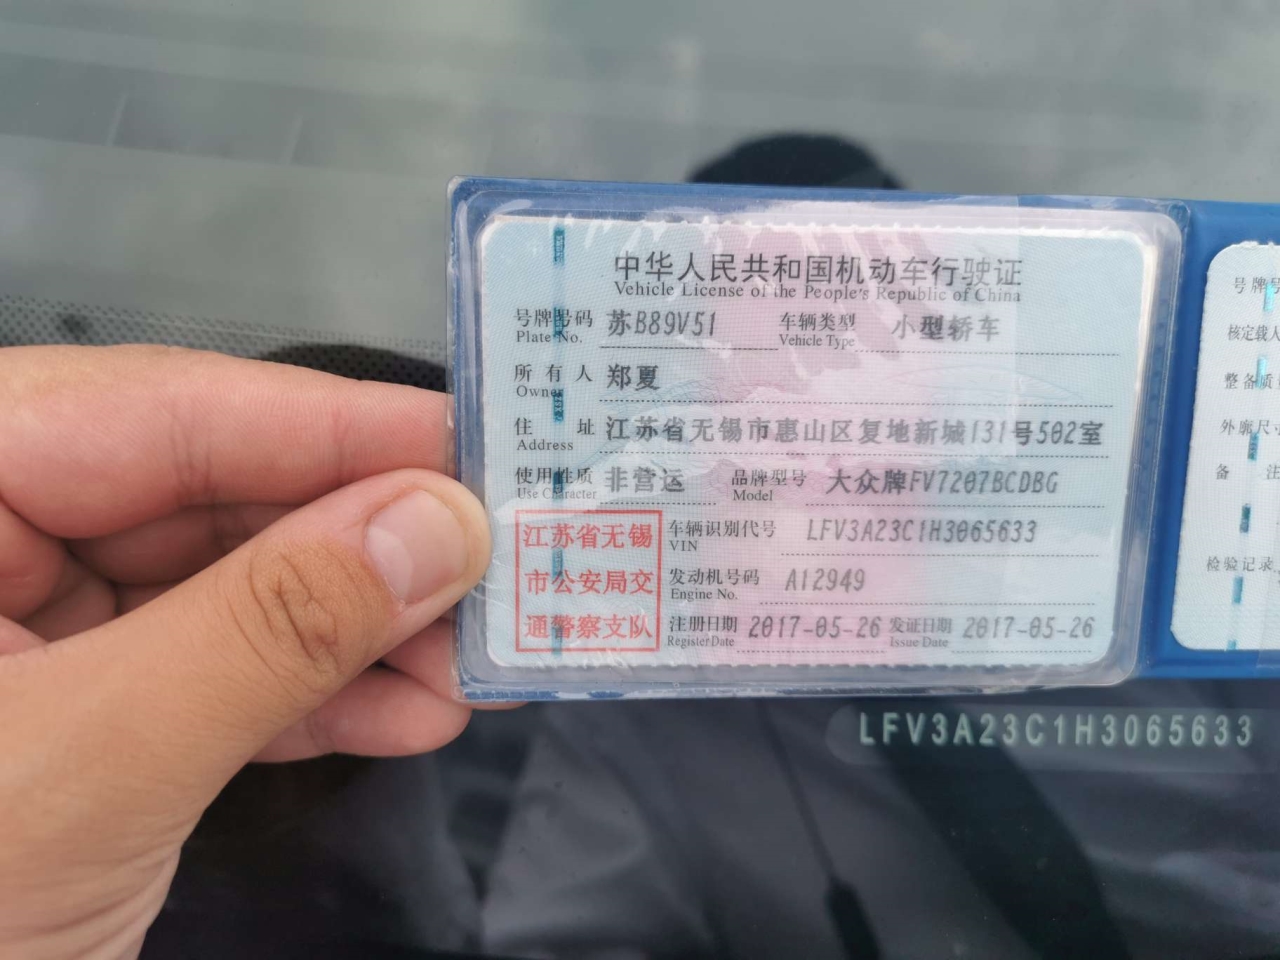 中华人民共和国机动车行驶证
Vehicle License of the People's Republic of China
号牌号码 苏B89V51 车辆类型 小型轿车
Plate No. Vehicle Type
所有人 郑夏
Owner
住址 江苏省无锡市惠山区复地新城131号502室
Address
使用性质 非营运 品牌型号 大众牌FV7207BCDBG
Use Character Model
江苏省无锡
市公安局交
通警察支队
车辆识别代号 LFV3A23C1H3065633
VIN
发动机号码 A12949
Engine No.
注册日期 2017-05-26 发证日期 2017-05-26
Register Date Issue Date
号牌号
核定载人
整备质
外廓尺寸
备注
检验记录
LFV3A23C1H3065633